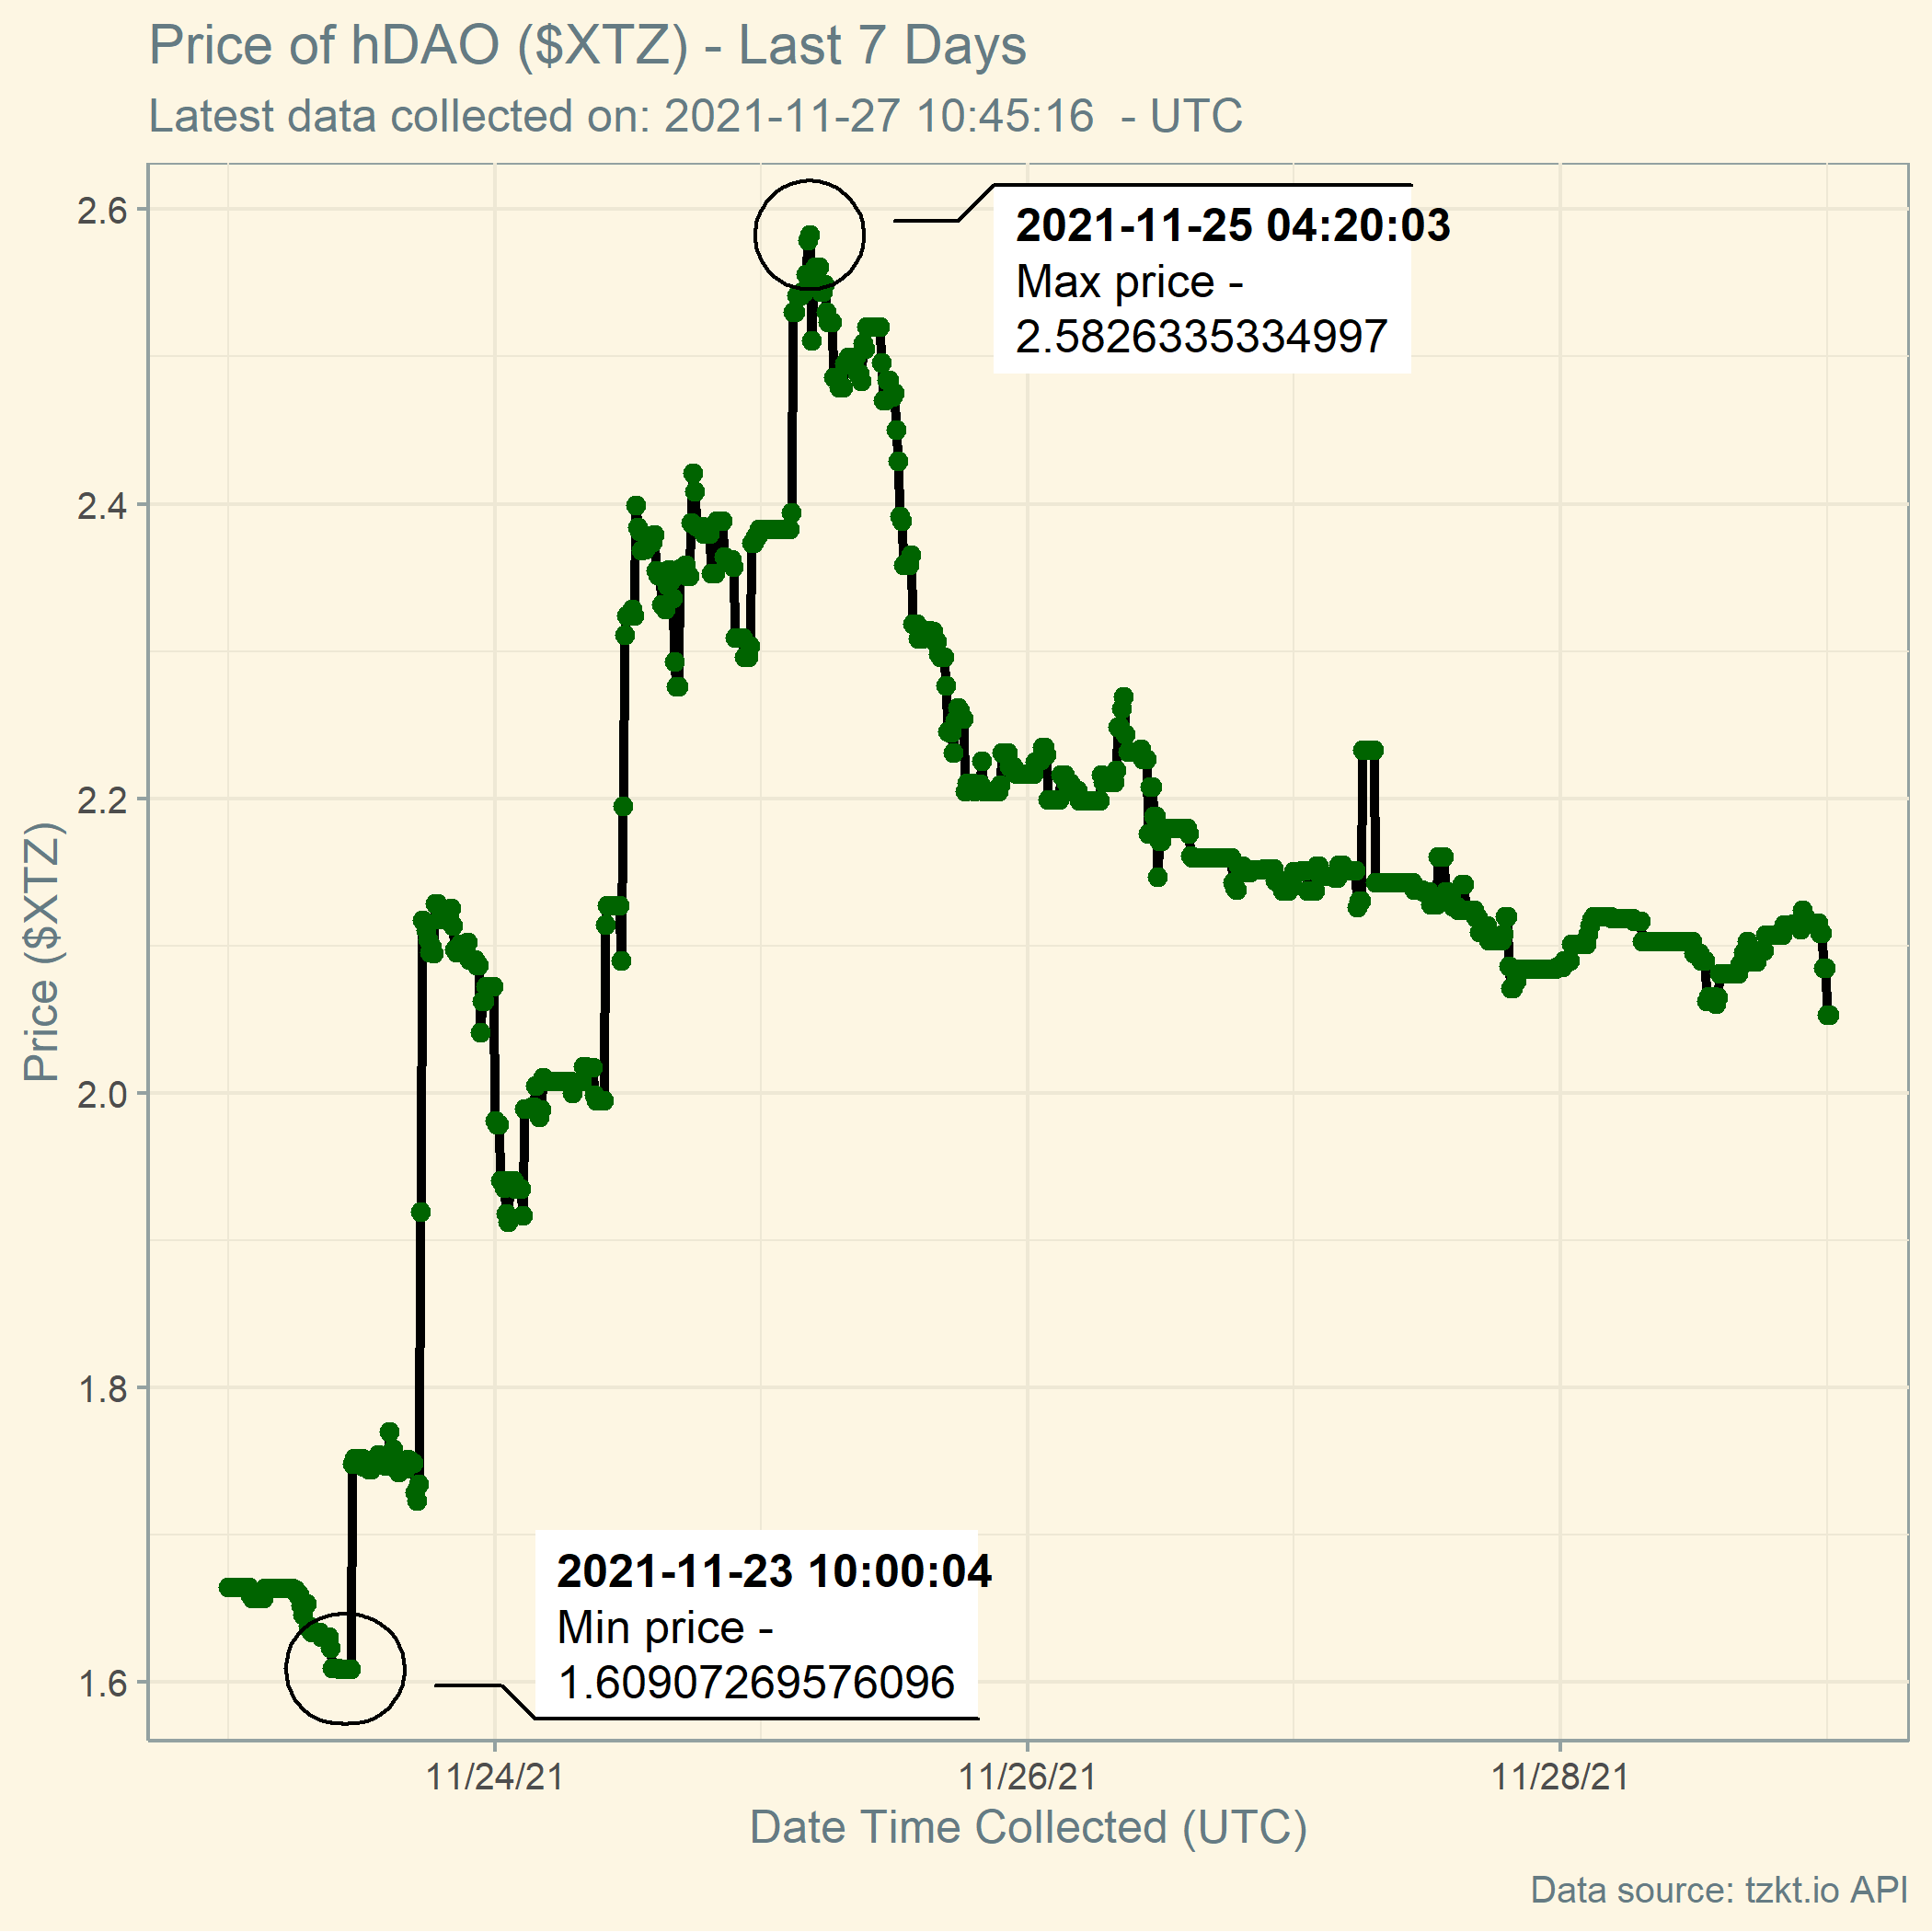 Price of hDAO ($XTZ) - Last 7 Days
Latest data collected on: 2021-11-27 10:45:16  - UTC
2021-11-25 04:20:03
Max price -
2.5826335334997
2021-11-23 10:00:04
Min price -
1.60907269576096
Price ($XTZ)
2.6
2.4
2.2
2.0
1.8
1.6
11/24/21
11/26/21
11/28/21
Date Time Collected (UTC)
Data source: tzkt.io API